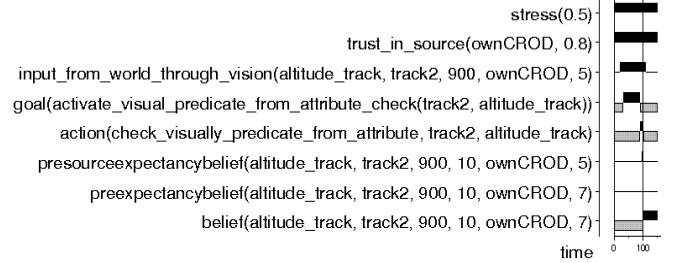 stress(0.5)
trust_in_source(ownCROD, 0.8)
input_from_world_through_vision(altitude_track, track2, 900, ownCROD, 5)
goal(activate_visual_predicate_from_attribute_check(track2, altitude_track))
action(check_visually_predicate_from_attribute, track2, altitude_track)
presourceexpectancybelief(altitude_track, track2, 900, 10, ownCROD, 5)
preexpectancybelief(altitude_track, track2, 900, 10, ownCROD, 7)
belief(altitude_track, track2, 900, 10, ownCROD, 7)
time 0 100